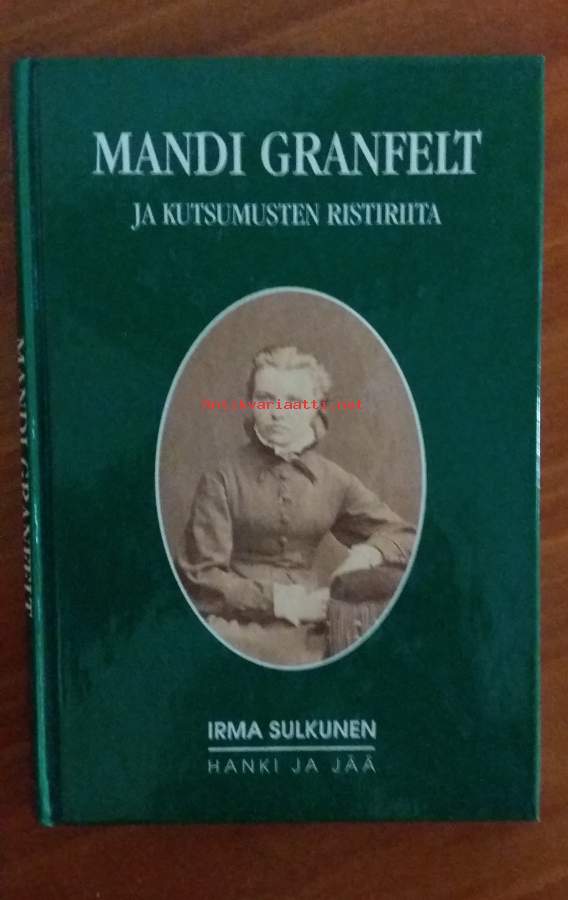 MANDI GRANFELT
JA KUTSUMUSTEN RISTIRIITA
Antikvariaatti.net
MANDI GRANFELT
IRMA SULKUNEN
HANKI JA JÄÄ